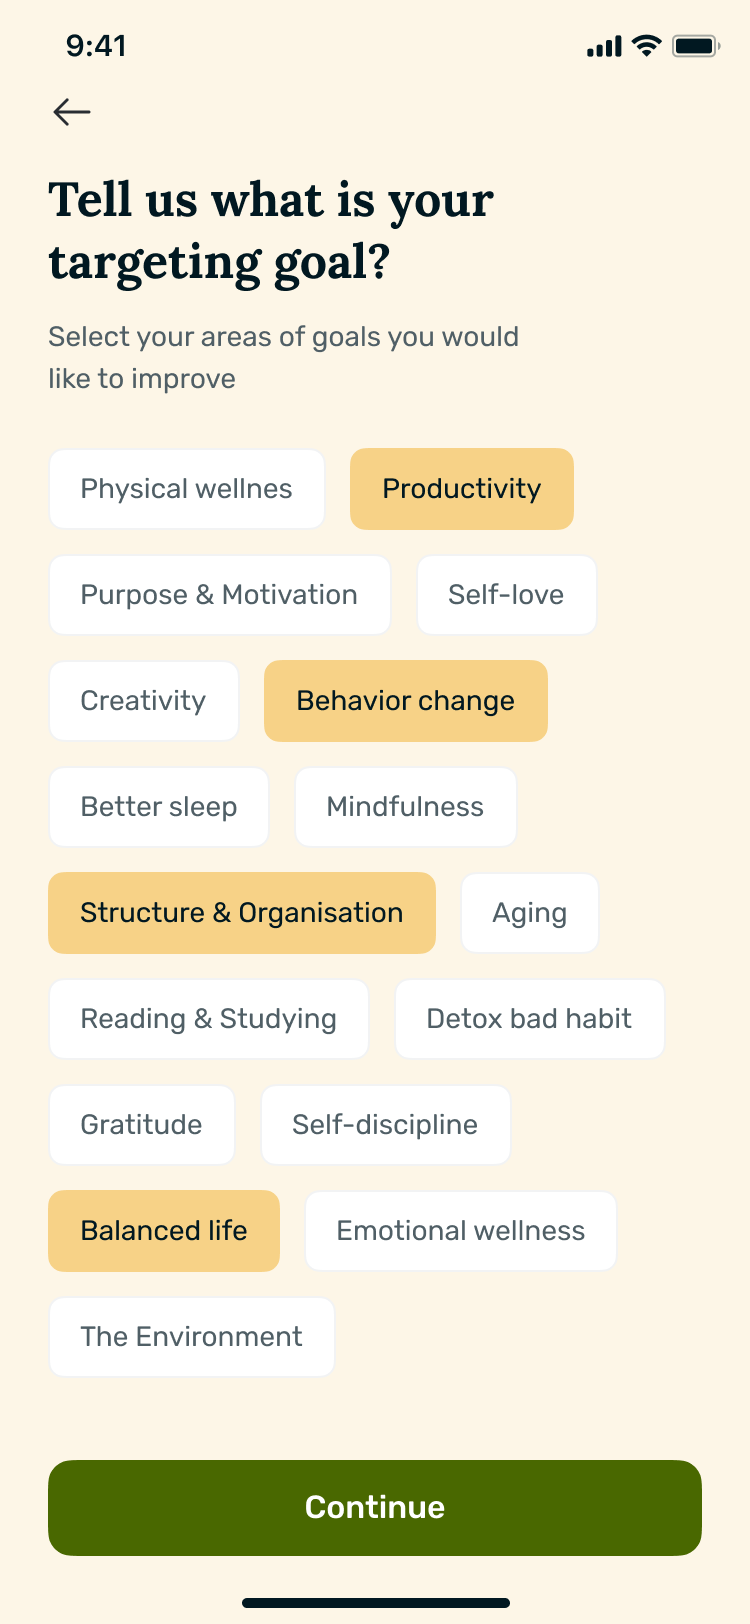 9:41
Tell us what is your
targeting goal?
Select your areas of goals you would
like to improve
Physical wellnes
Productivity
Purpose & Motivation
Self-love
Creativity
Behavior change
Better sleep
Mindfulness
Structure & Organisation
Aging
Reading & Studying
Detox bad habit
Gratitude
Self-discipline
Balanced life
Emotional wellness
The Environment
Continue